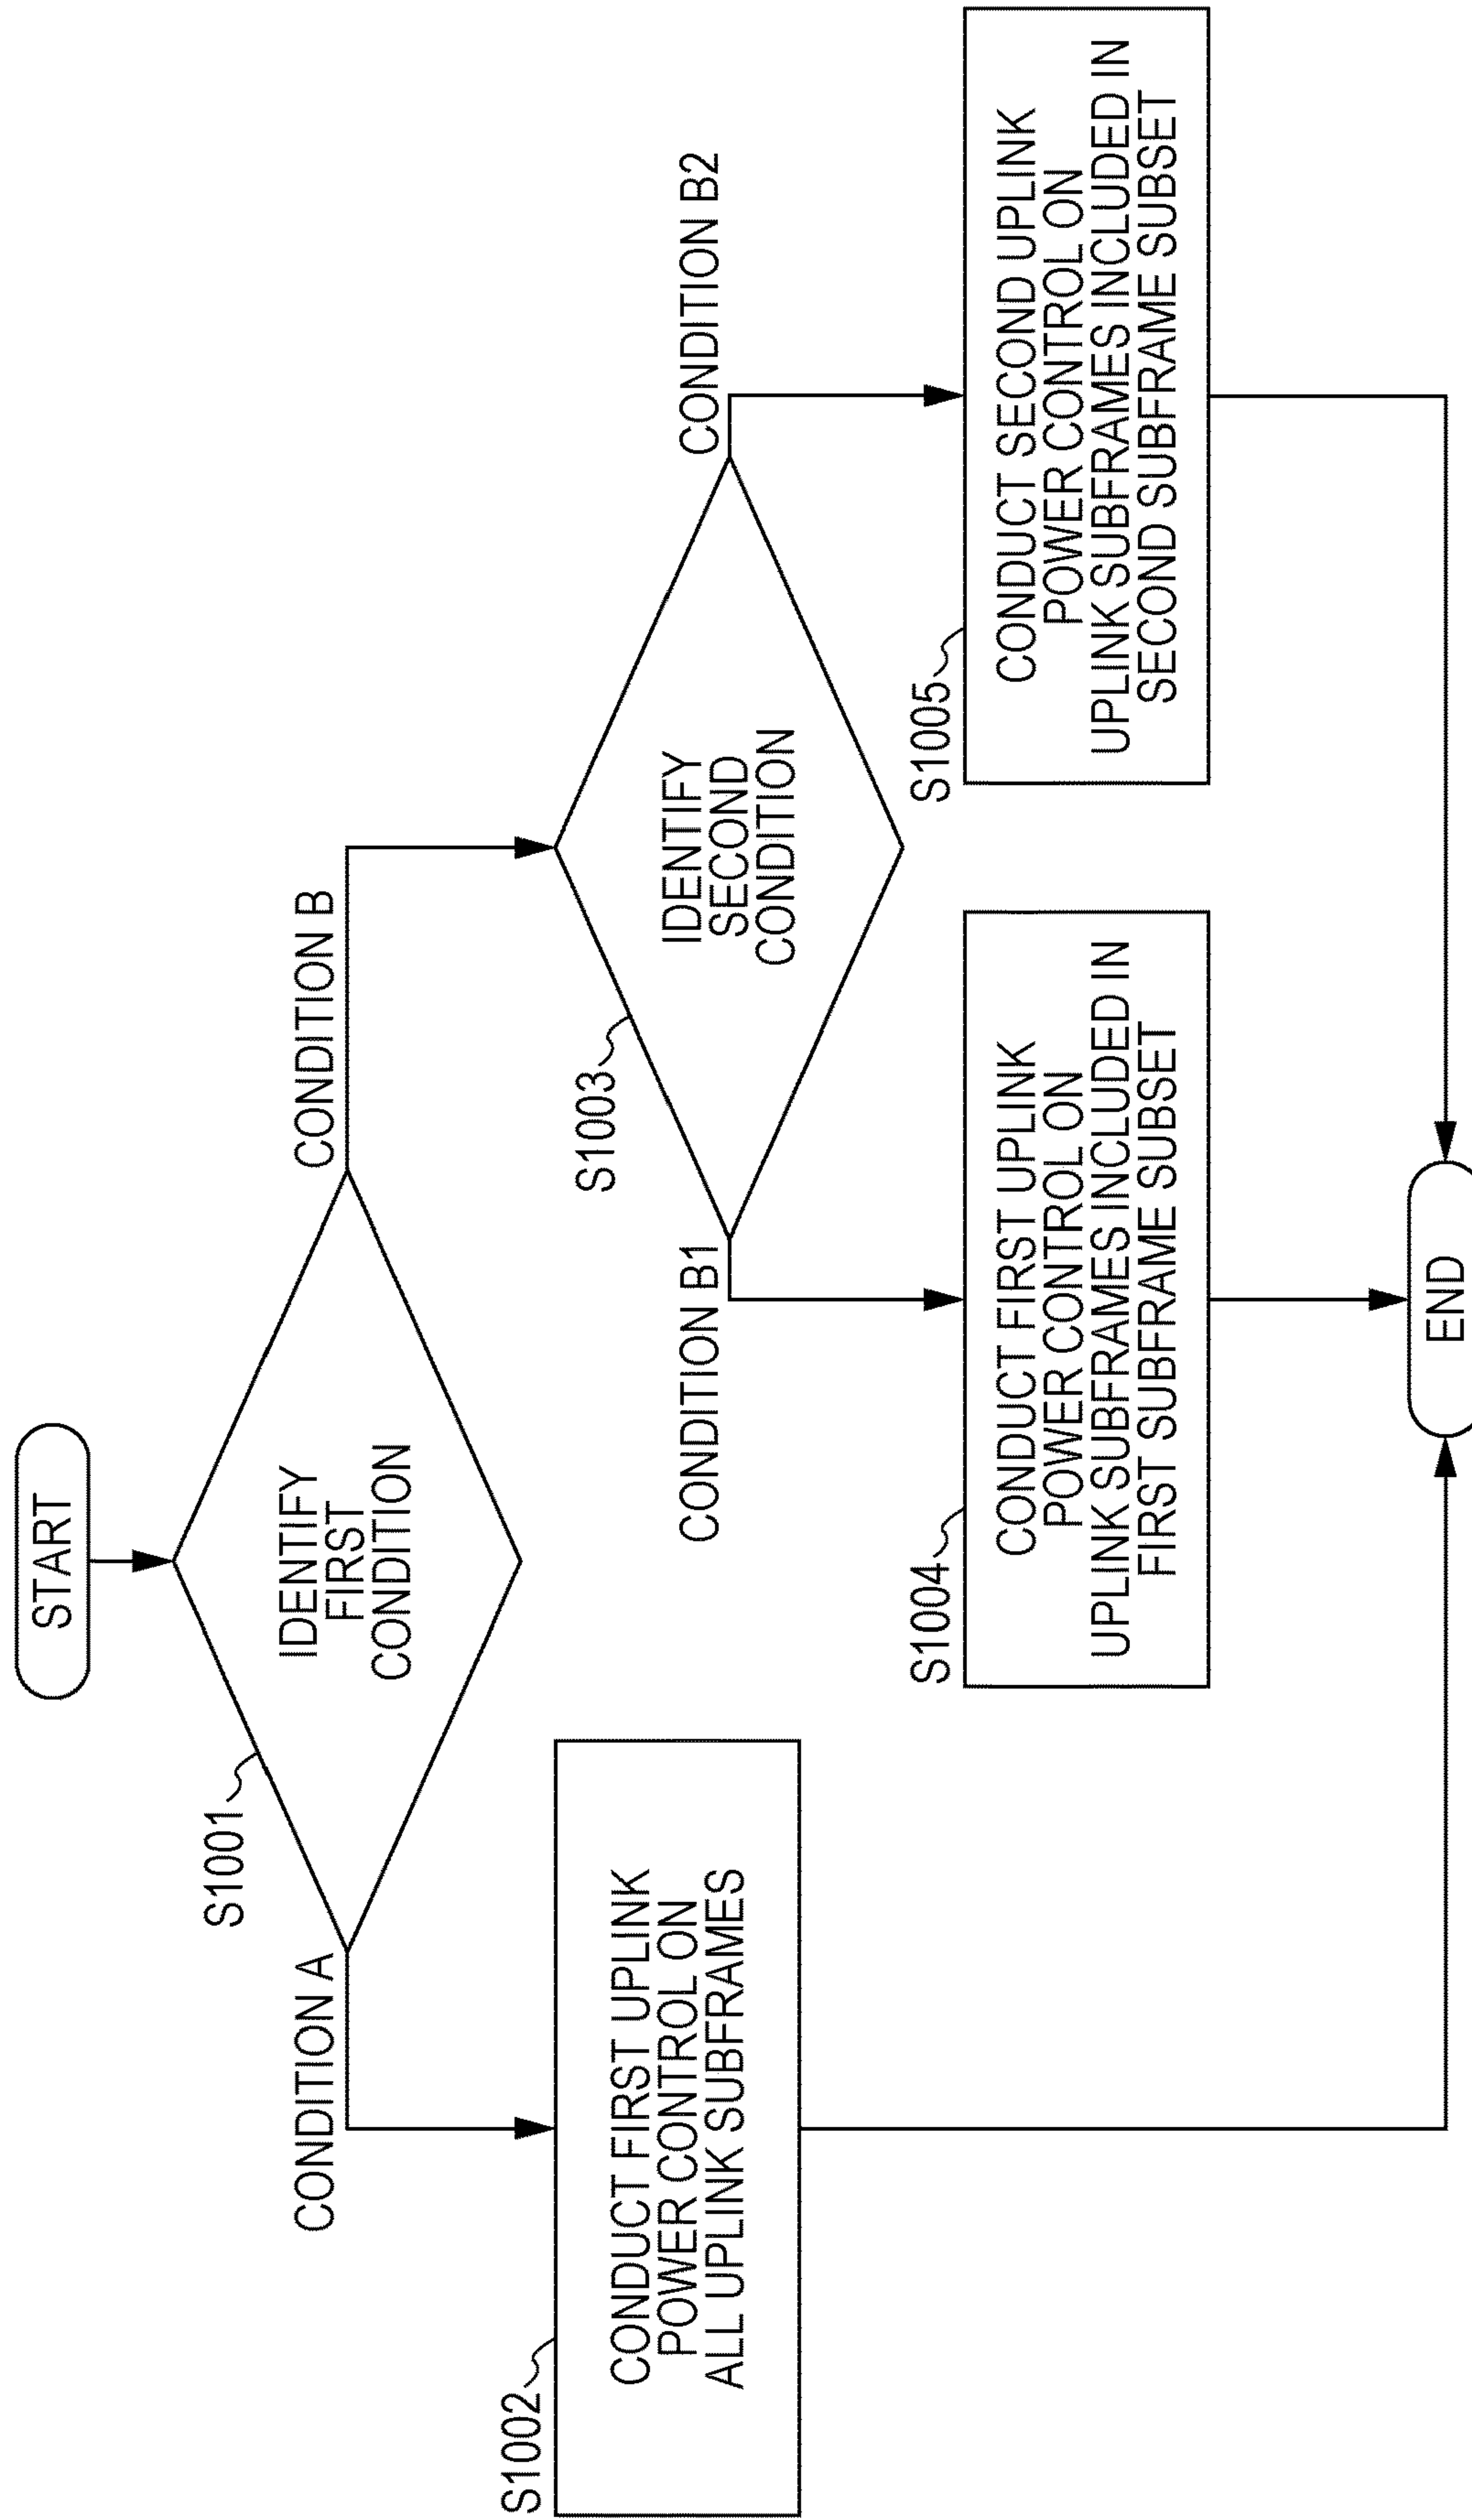 START
S1001
IDENTIFY
FIRST
CONDITION
CONDITION A
CONDITION B
S1002
CONDUCT FIRST UPLINK
POWER CONTROL ON
ALL UPLINK SUBFRAMES
S1003
IDENTIFY
SECOND
CONDITION
CONDITION B1
CONDITION B2
S1004
CONDUCT FIRST UPLINK
POWER CONTROL ON
UPLINK SUBFRAMES INCLUDED IN
FIRST SUBFRAME SUBSET
S1005
CONDUCT SECOND UPLINK
POWER CONTROL ON
UPLINK SUBFRAMES INCLUDED IN
SECOND SUBFRAME SUBSET
END